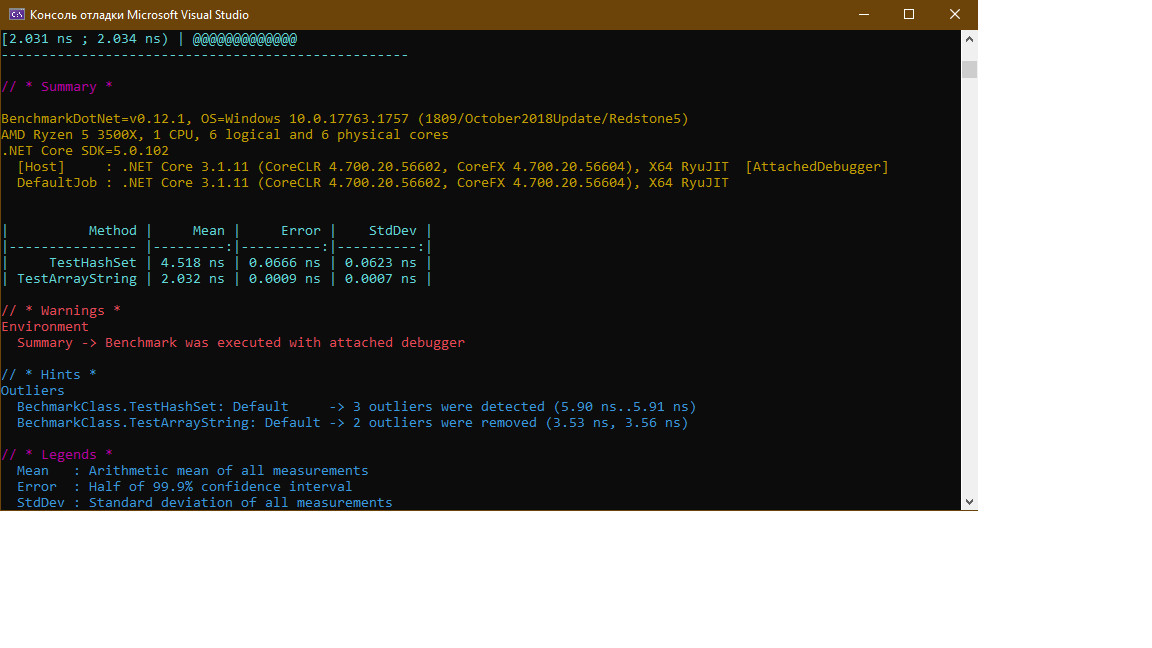 Консоль отладки Microsoft Visual Studio
[2.031 ns ; 2.034 ns) | @@@@@@@@@@@@@
---------------------------------------------------
// * Summary *
BenchmarkDotNet=v0.12.1, OS=Windows 10.0.17763.1757 (1809/October2018Update/Redstone5)
AMD Ryzen 5 3500X, 1 CPU, 6 logical and 6 physical cores
.NET Core SDK=5.0.102
  [Host]     : .NET Core 3.1.11 (CoreCLR 4.700.20.56602, CoreFX 4.700.20.56604), X64 RyuJIT  [AttachedDebugger]
  DefaultJob : .NET Core 3.1.11 (CoreCLR 4.700.20.56602, CoreFX 4.700.20.56604), X64 RyuJIT
|          Method |     Mean |     Error |    StdDev |
|---------------- |---------:|----------:|----------:|
|     TestHashSet | 4.518 ns | 0.0666 ns | 0.0623 ns |
| TestArrayString | 2.032 ns | 0.0009 ns | 0.0007 ns |
// * Warnings *
Environment
  Summary -> Benchmark was executed with attached debugger
// * Hints *
Outliers
  BechmarkClass.TestHashSet: Default     -> 3 outliers were detected (5.90 ns..5.91 ns)
  BechmarkClass.TestArrayString: Default -> 2 outliers were removed (3.53 ns, 3.56 ns)
// * Legends *
  Mean   : Arithmetic mean of all measurements
  Error  : Half of 99.9% confidence interval
  StdDev : Standard deviation of all measurements